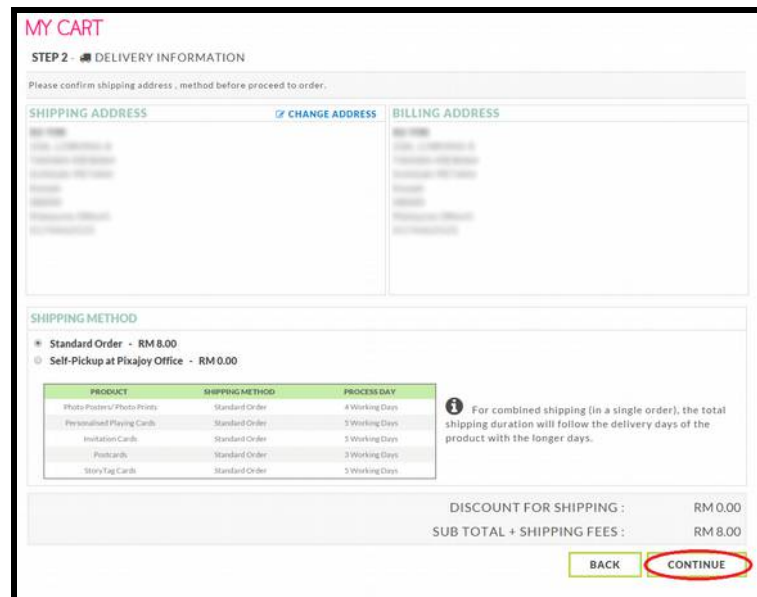 MY CART
STEP 2 - DELIVERY INFORMATION
Please confirm shipping address , method before proceed to order.
SHIPPING ADDRESS CHANGE ADDRESS BILLING ADDRESS
SHIPPING METHOD
Standard Order - RM 8.00
Self-Pickup at Pixajoy Office - RM 0.00
PRODUCT SHIPPING METHOD PROCESS DAY
Photo Posters/ Photo Prints Standard Order 4 Working Days
Personalised Playing Cards Standard Order 5 Working Days
Invitation Cards Standard Order 5 Working Days
Postcards Standard Order 3 Working Days
StoryTag Cards Standard Order 5 Working Days
For combined shipping (in a single order), the total
shipping duration will follow the delivery days of the
product with the longer days.
DISCOUNT FOR SHIPPING : RM 0.00
SUB TOTAL + SHIPPING FEES : RM 8.00
BACK CONTINUE